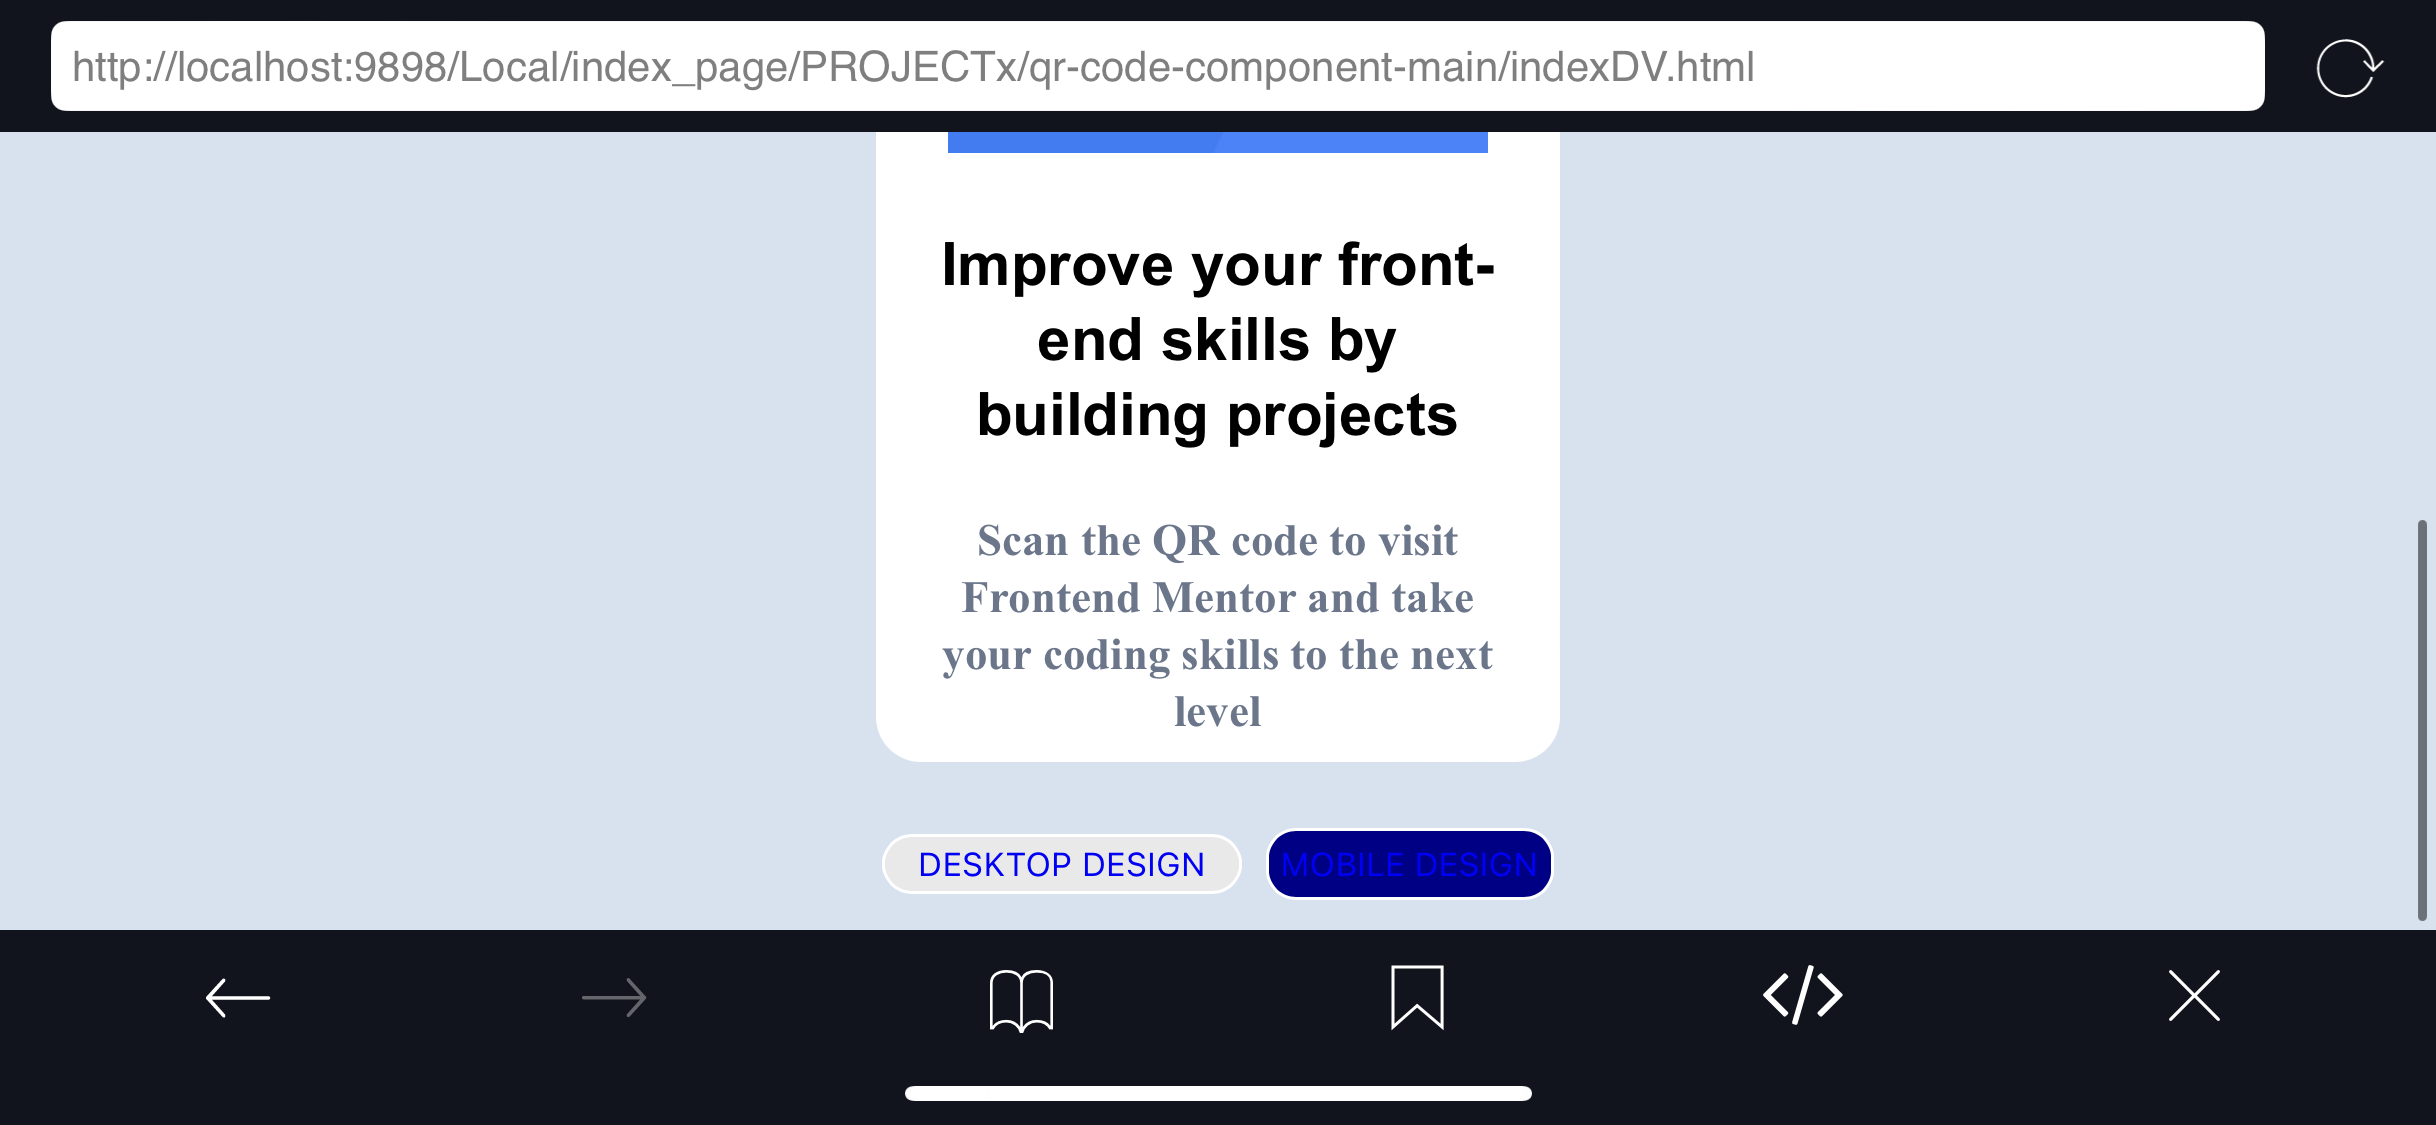 http://localhost:9898/Local/index_page/PROJECTx/qr-code-component-main/indexDV.html
Improve your front-
end skills by
building projects
Scan the QR code to visit
Frontend Mentor and take
your coding skills to the next
level
DESKTOP DESIGN
MOBILE DESIGN